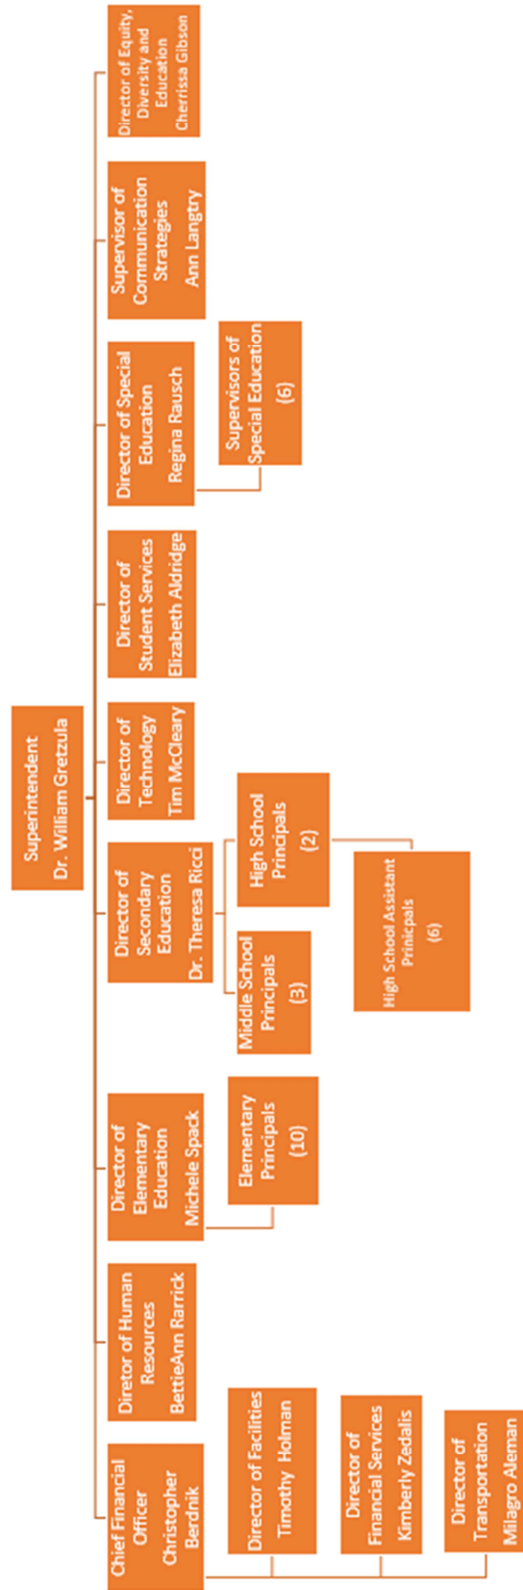 Superintendent
Dr. William Gretzula
Chief Financial
Officer
Christopher
Berdnik
Diretor of Human
Resources
BettieAnn Rarrick
Director of
Elementary
Education
Michele Spack
Director of
Secondary
Education
Dr. Theresa Ricci
Director of
Technology
Tim McCleary
Director of
Student Services
Elizabeth Aldridge
Director of Special
Education
Regina Rausch
Supervisor of
Communication
Strategies
Ann Langtry
Director of Equity,
Diversity and
Education
Cherrissa Gibson
Director of Facilities
Timothy Holman
Director of
Financial Services
Kimberly Zedalis
Director of
Transportation
Milagro Aleman
Elementary
Principals
(10)
Middle School
Principals
(3)
High School
Principals
(2)
High School Assistant
Prinicpals
(6)
Supervisors of
Special Education
(6)